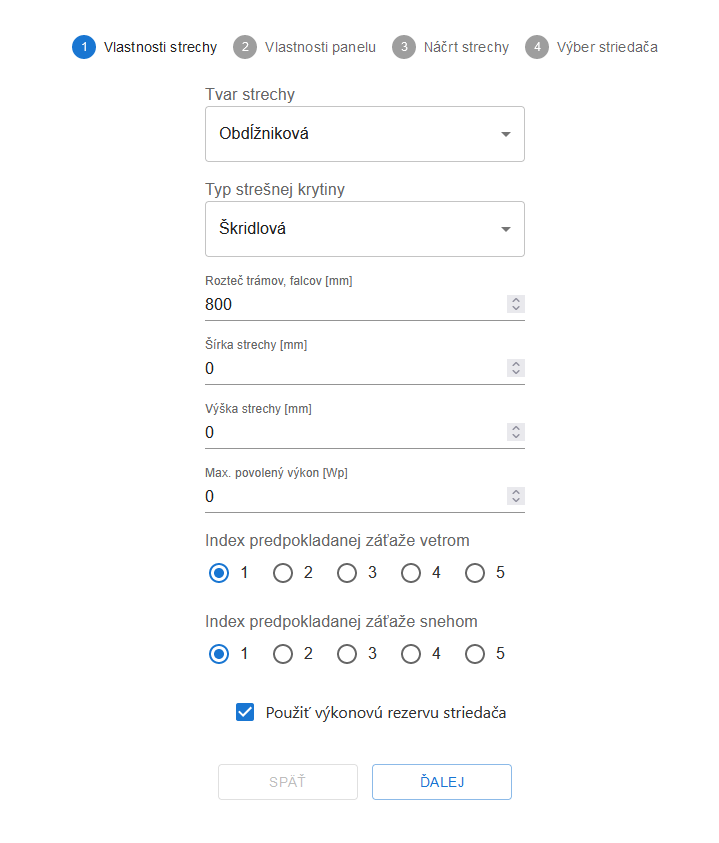 1 Vlastnosti strechy 2 Vlastnosti panelu 3 Náčrt strechy 4 Výber striedača
Tvar strechy
Obdĺžniková
Typ strešnej krytiny
Škridlová
Rozteč trámov, falcov [mm]
800
Šírka strechy [mm]
0
Výška strechy [mm]
0
Max. povolený výkon [Wp]
0
Index predpokladanej záťaže vetrom
1 2 3 4 5
Index predpokladanej záťaže snehom
1 2 3 4 5
Použiť výkonovú rezervu striedača
SPÄŤ ĎALEJ